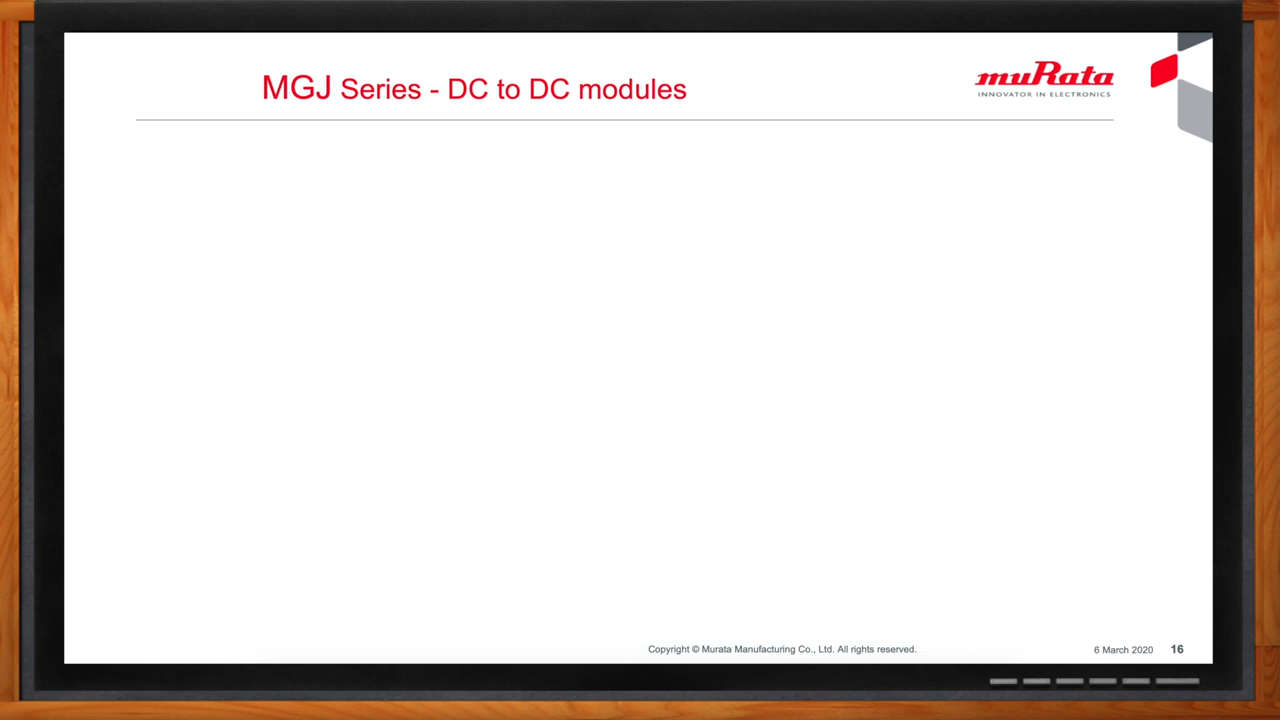 MGJ Series - DC to DC modules
muRata
INNOVATOR IN ELECTRONICS
Copyright © Murata Manufacturing Co., Ltd. All rights reserved.
6 March 2020
16